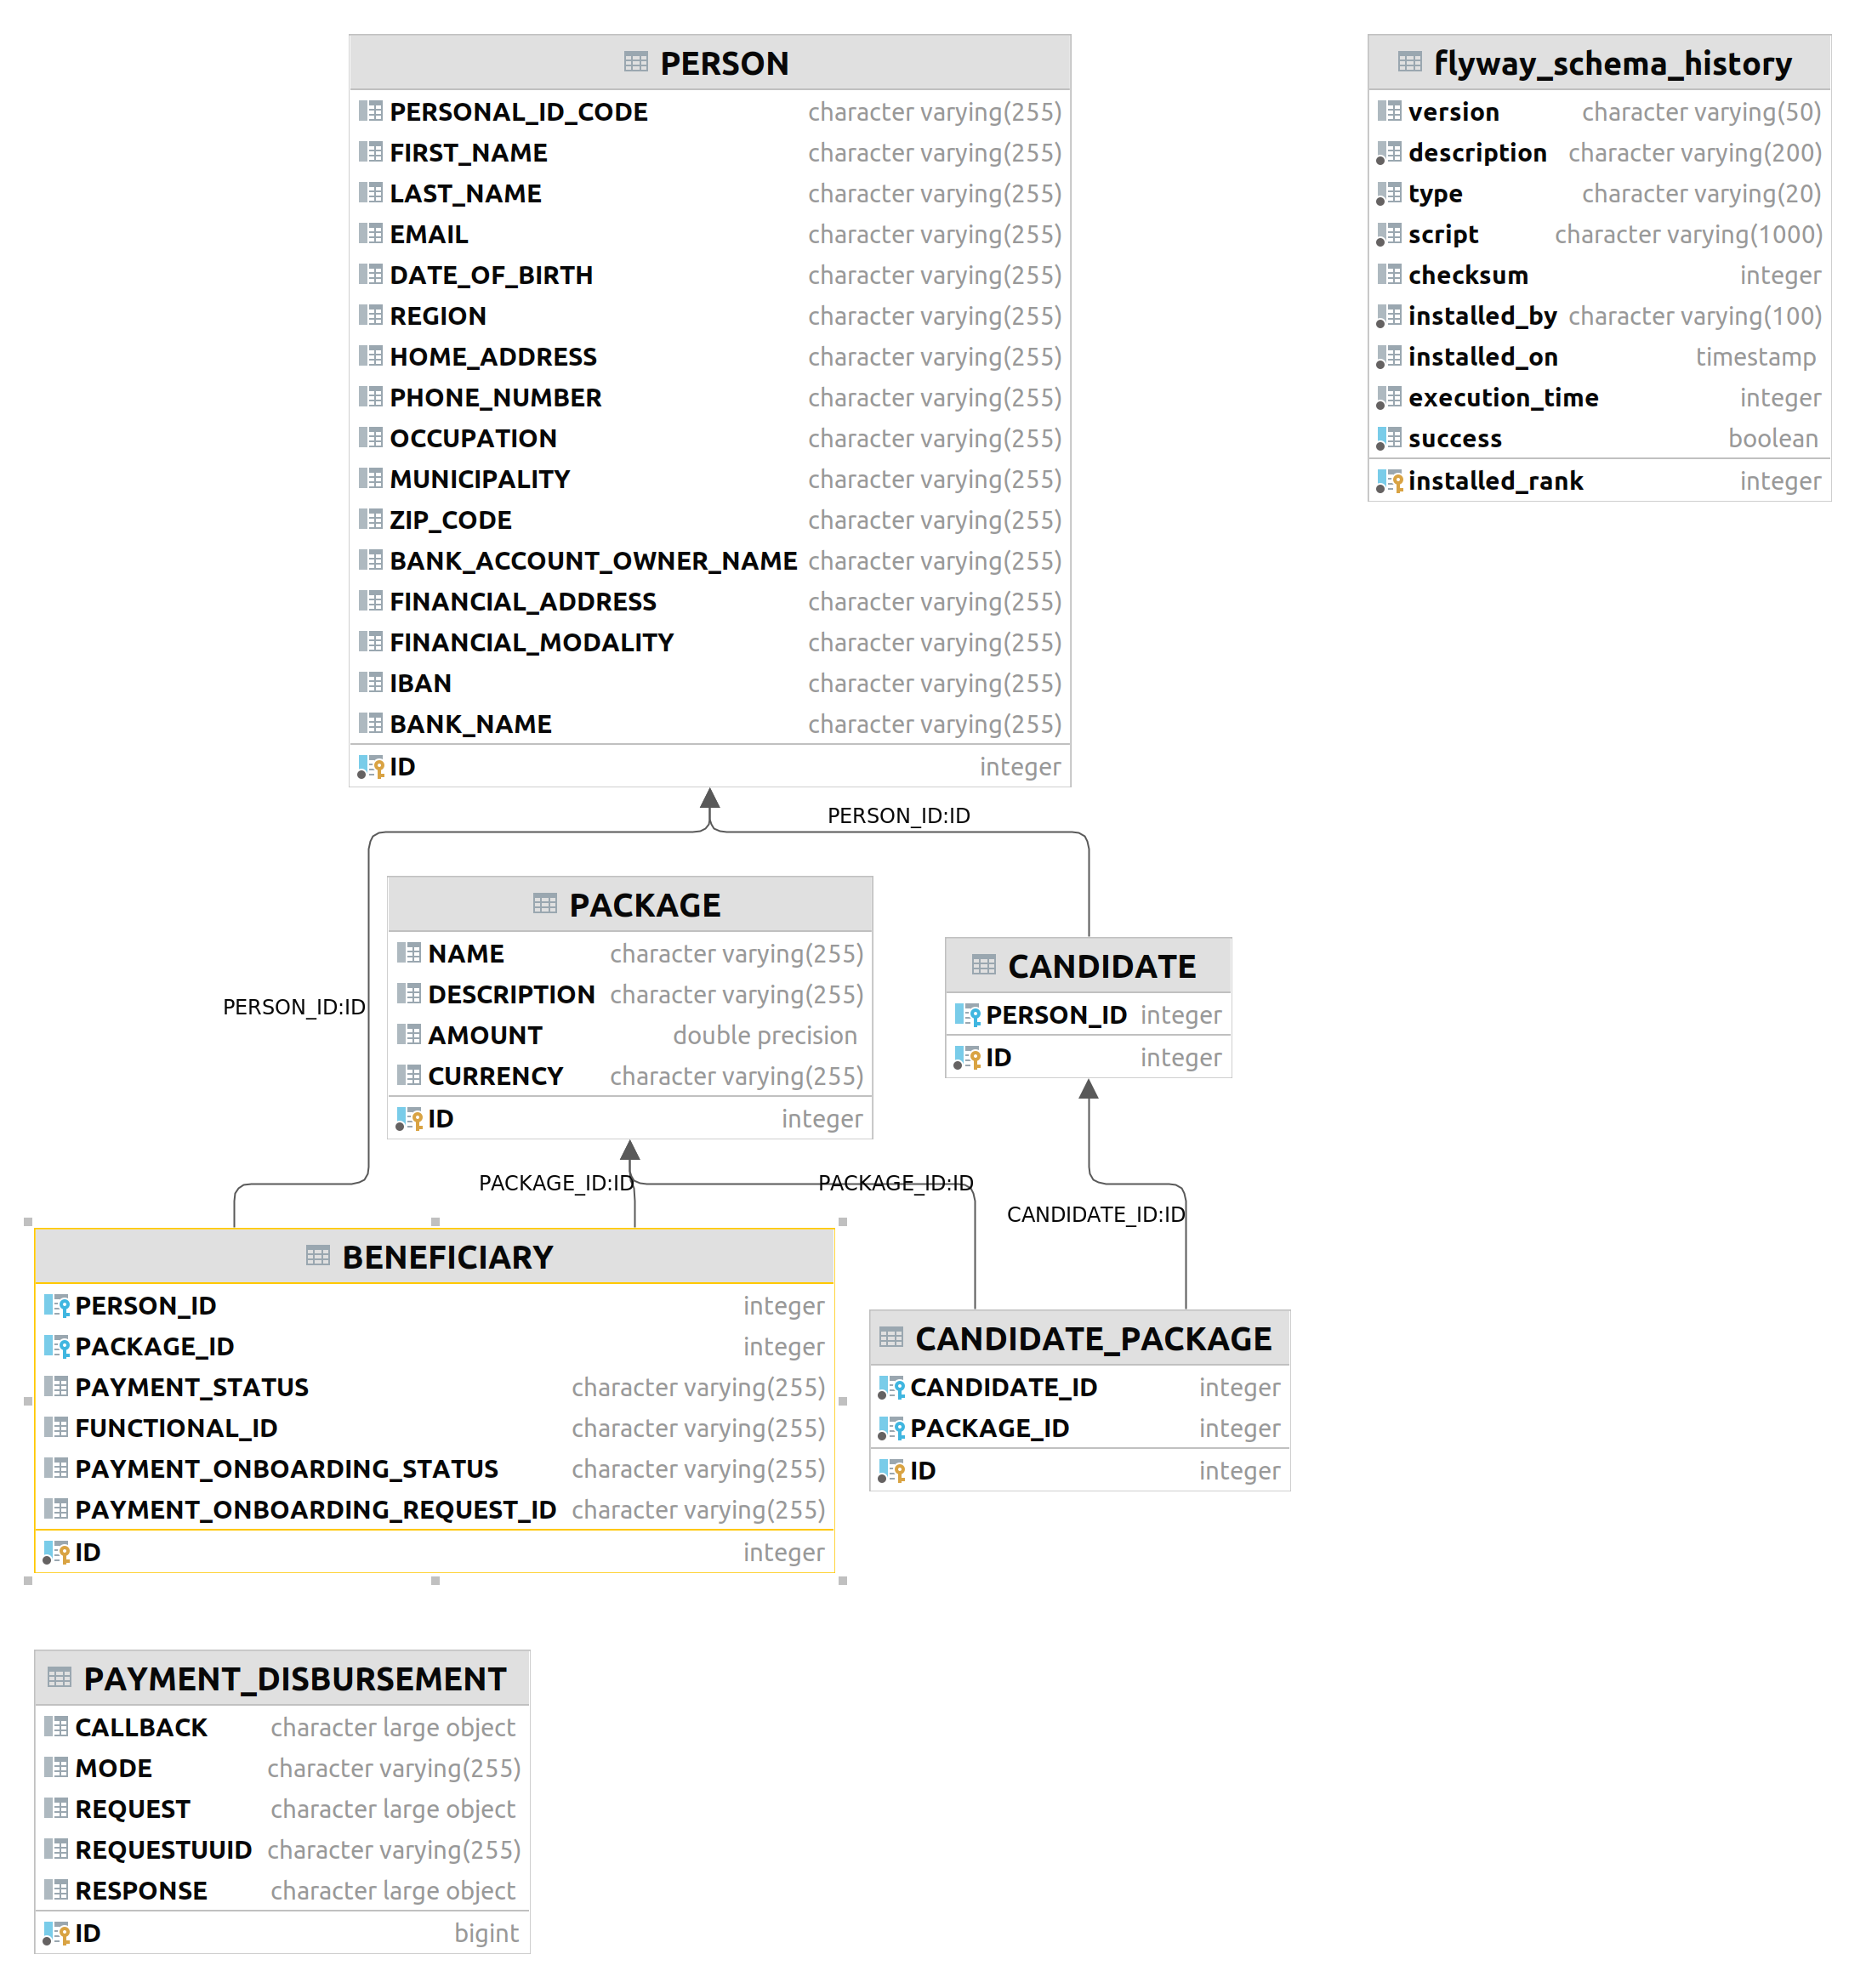 PERSON
PERSONAL_ID_CODE character varying(255)
FIRST_NAME character varying(255)
LAST_NAME character varying(255)
EMAIL character varying(255)
DATE_OF_BIRTH character varying(255)
REGION character varying(255)
HOME_ADDRESS character varying(255)
PHONE_NUMBER character varying(255)
OCCUPATION character varying(255)
MUNICIPALITY character varying(255)
ZIP_CODE character varying(255)
BANK_ACCOUNT_OWNER_NAME character varying(255)
FINANCIAL_ADDRESS character varying(255)
FINANCIAL_MODALITY character varying(255)
IBAN character varying(255)
BANK_NAME character varying(255)
ID integer
flyway_schema_history
version character varying(50)
description character varying(200)
type character varying(20)
script character varying(1000)
checksum integer
installed_by character varying(100)
installed_on timestamp
execution_time integer
success boolean
installed_rank integer
PERSON_ID:ID
PERSON_ID:ID
PACKAGE
NAME character varying(255)
DESCRIPTION character varying(255)
AMOUNT double precision
CURRENCY character varying(255)
ID integer
CANDIDATE
PERSON_ID integer
ID integer
PACKAGE_ID:ID
PACKAGE_ID:ID
CANDIDATE_ID:ID
BENEFICIARY
PERSON_ID integer
PACKAGE_ID integer
PAYMENT_STATUS character varying(255)
FUNCTIONAL_ID character varying(255)
PAYMENT_ONBOARDING_STATUS character varying(255)
PAYMENT_ONBOARDING_REQUEST_ID character varying(255)
ID integer
CANDIDATE_PACKAGE
CANDIDATE_ID integer
PACKAGE_ID integer
ID integer
PAYMENT_DISBURSEMENT
CALLBACK character large object
MODE character varying(255)
REQUEST character large object
REQUESTUUID character varying(255)
RESPONSE character large object
ID bigint